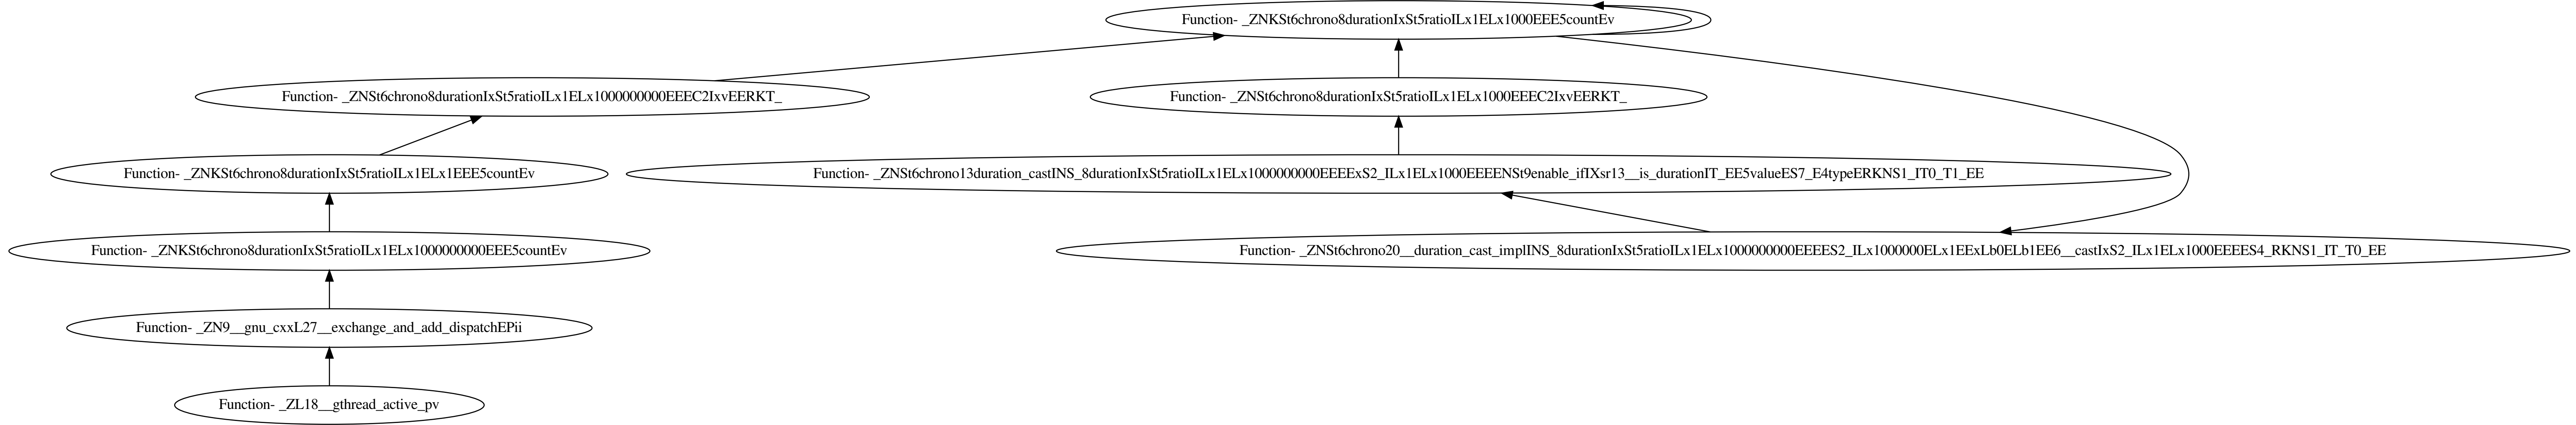 Function- _ZNKSt6chrono8durationIxSt5ratioILx1ELx1000EEE5countEv
Function- _ZNSt6chrono8durationIxSt5ratioILx1ELx1000000000EEEC2IxvEERKT_
Function- _ZNSt6chrono8durationIxSt5ratioILx1ELx1000EEEC2IxvEERKT_
Function- _ZNKSt6chrono8durationIxSt5ratioILx1ELx1EEE5countEv
Function- _ZNSt6chrono13duration_castINS_8durationIxSt5ratioILx1ELx1000000000EEEExS2_ILx1ELx1000EEEENSt9enable_ifIXsr13__is_durationIT_EE5valueES7_E4typeERKNS1_IT0_T1_EE
Function- _ZNKSt6chrono8durationIxSt5ratioILx1ELx1000000000EEE5countEv
Function- _ZNSt6chrono20__duration_cast_implINS_8durationIxSt5ratioILx1ELx1000000000EEEES2_ILx1000000ELx1EExLb0ELb1EE6__castIxS2_ILx1ELx1000EEEES4_RKNS1_IT_T0_EE
Function- _ZN9__gnu_cxxL27__exchange_and_add_dispatchEPii
Function- _ZL18__gthread_active_pv